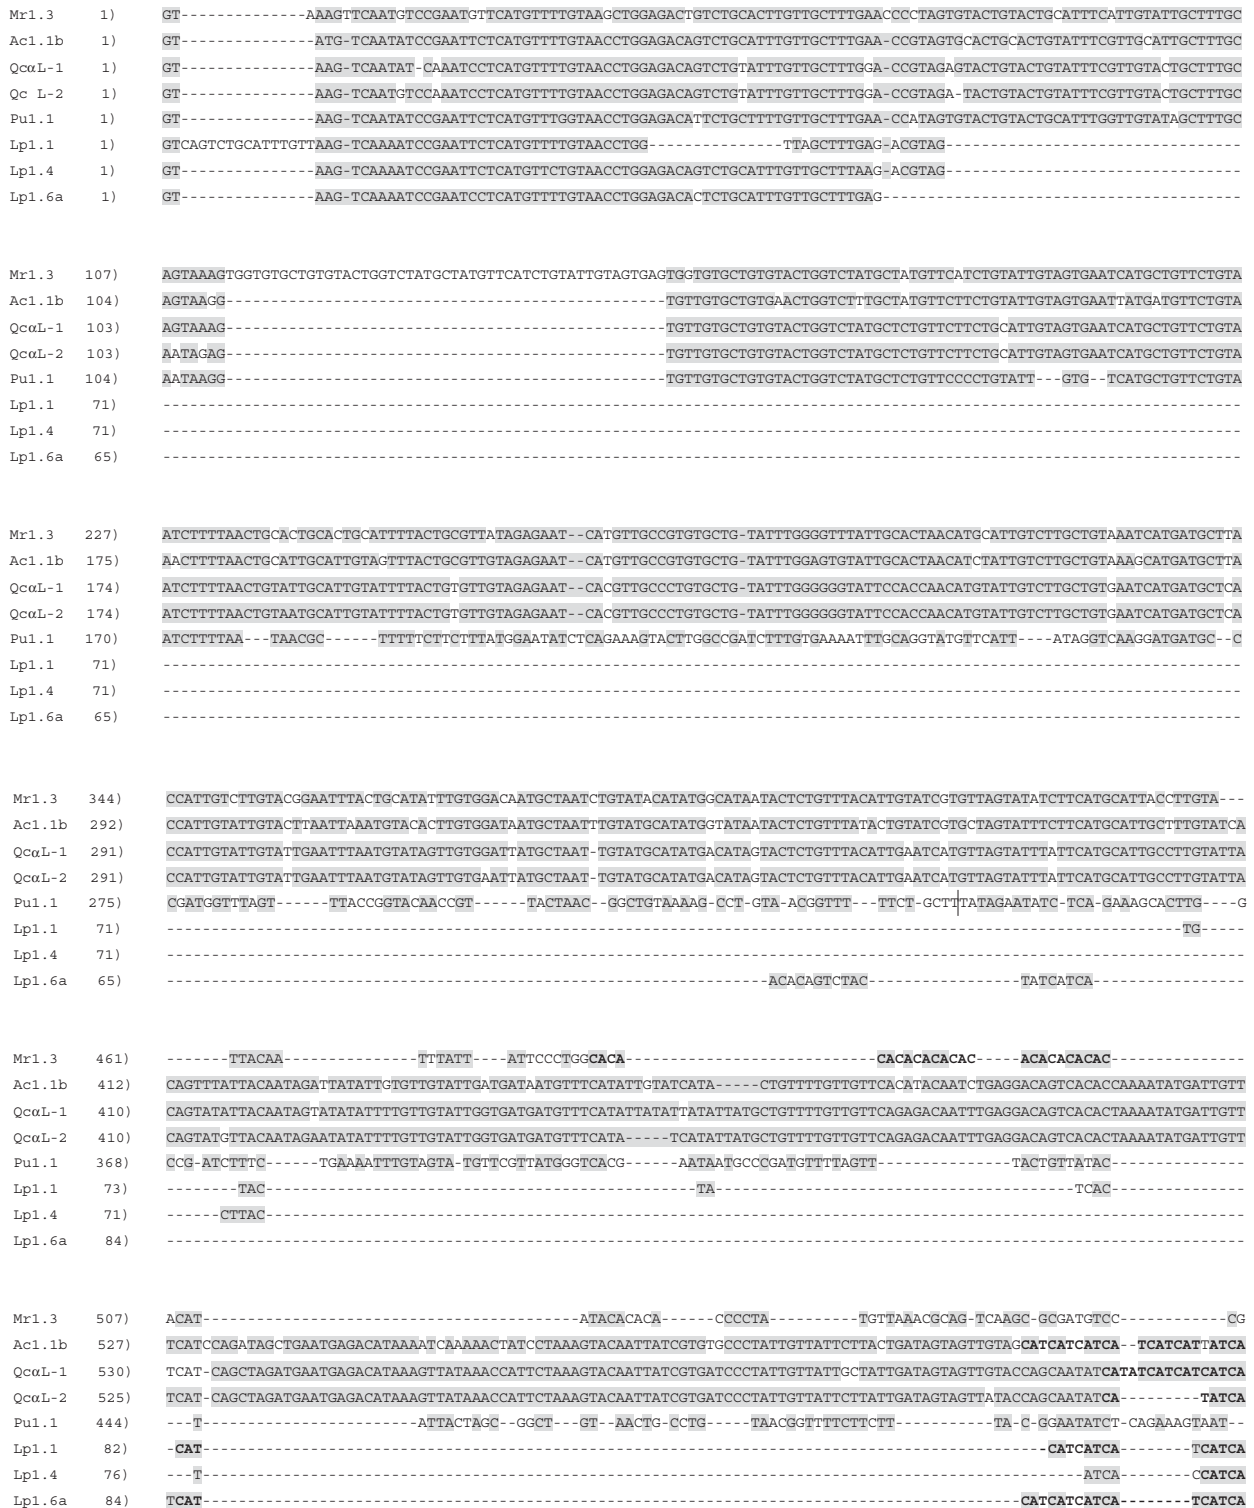 Mr1.3 1) GT--------------AAAGTTCAATGTCCGAATGTTCATGTTTTGTAAGCTGGAGACTGTCTGCACTTGTTGCTTTGAACCCCTAGTGTACTGTACTGCATTTCATTGTATTGCTTTGC
Ac1.1b 1) GT---------------ATG-TCAATATCCGAATTCTCATGTTTTGTAACCTGGAGACAGTCTGCATTTGTTGCTTTGAA-CCGTAGTGCACTGCACTGTATTTCGTTGCATTGCTTTGC
QcαL-1 1) GT---------------AAG-TCAATAT-CAAATCCTCATGTTTTGTAACCTGGAGACAGTCTGTATTTGTTGCTTTGGA-CCGTAGAGTACTGTACTGTATTTCGTTGTACTGCTTTGC
Qc L-2 1) GT---------------AAG-TCAATGTCCAAATCCTCATGTTTTGTAACCTGGAGACAGTCTGTATTTGTTGCTTTGGA-CCGTAGA-TACTGTACTGTATTTCGTTGTACTGCTTTGC
Pu1.1 1) GT---------------AAG-TCAATATCCGAATTCTCATGTTTGGTAACCTGGAGACATTCTGCTTTTGTTGCTTTGAA-CCATAGTGTACTGTACTGCATTTGGTTGTATAGCTTTGC
Lp1.1 1) GTCAGTCTGCATTTGTTAAG-TCAAAATCCGAATTCTCATGTTTTGTAACCTGG---------------TTAGCTTTGAG-ACGTAG---------------------------------
Lp1.4 1) GT---------------AAG-TCAAAATCCGAATTCTCATGTTCTGTAACCTGGAGACAGTCTGCATTTGTTGCTTTAAG-ACGTAG---------------------------------
Lp1.6a 1) GT---------------AAG-TCAAAATCCGAATCCTCATGTTTTGTAACCTGGAGACACTCTGCATTTGTTGCTTTGAG----------------------------------------
Mr1.3 107) AGTAAAGTGGTGTGCTGTGTACTGGTCTATGCTATGTTCATCTGTATTGTAGTGAGTGGTGTGCTGTGTACTGGTCTATGCTATGTTCATCTGTATTGTAGTGAATCATGCTGTTCTGTA
Ac1.1b 104) AGTAAGG-------------------------------------------------TGTTGTGCTGTGAACTGGTCTTTGCTATGTTCTTCTGTATTGTAGTGAATTATGATGTTCTGTA
QcαL-1 103) AGTAAAG-------------------------------------------------TGTTGTGCTGTGTACTGGTCTATGCTCTGTTCTTCTGCATTGTAGTGAATCATGCTGTTCTGTA
QcαL-2 103) AATAGAG-------------------------------------------------TGTTGTGCTGTGTACTGGTCTATGCTCTGTTCTTCTGCATTGTAGTGAATCATGCTGTTCTGTA
Pu1.1 104) AATAAGG-------------------------------------------------TGTTGTGCTGTGTACTGGTCTATGCTCTGTTCCCCTGTATT---GTG--TCATGCTGTTCTGTA
Lp1.1 71) ------------------------------------------------------------------------------------------------------------------------
Lp1.4 71) ------------------------------------------------------------------------------------------------------------------------
Lp1.6a 65) ------------------------------------------------------------------------------------------------------------------------
Mr1.3 227) ATCTTTTAACTGCACTGCACTGCATTTTACTGCGTTATAGAGAAT--CATGTTGCCGTGTGCTG-TATTTGGGGTTTATTGCACTAACATGCATTGTCTTGCTGTAAATCATGATGCTTA
Ac1.1b 175) AACTTTTAACTGCATTGCATTGTAGTTTACTGCGTTGTAGAGAAT--CATGTTGCCGTGTGCTG-TATTTGGAGTGTATTGCACTAACATCTATTGTCTTGCTGTAAAGCATGATGCTTA
QcαL-1 174) ATCTTTTAACTGTATTGCATTGTATTTTACTGTGTTGTAGAGAAT--CACGTTGCCCTGTGCTG-TATTTGGGGGGTATTCCACCAACATGTATTGTCTTGCTGTGAATCATGATGCTCA
QcαL-2 174) ATCTTTTAACTGTAATGCATTGTATTTTACTGTGTTGTAGAGAAT--CACGTTGCCCTGTGCTG-TATTTGGGGGGTATTCCACCAACATGTATTGTCTTGCTGTGAATCATGATGCTCA
Pu1.1 170) ATCTTTTAA---TAACGC------TTTTTCTTCTTTATGGAATATCTCAGAAAGTACTTGGCCGATCTTTGTGAAAATTTGCAGGTATGTTCATT----ATAGGTCAAGGATGATGC--C
Lp1.1 71) ------------------------------------------------------------------------------------------------------------------------
Lp1.4 71) ------------------------------------------------------------------------------------------------------------------------
Lp1.6a 65) ------------------------------------------------------------------------------------------------------------------------
Mr1.3 344) CCATTGTCTTGTACGGAATTTACTGCATATTTGTGGACAATGCTAATCTGTATACATATGGCATAATACTCTGTTTACATTGTATCGTGTTAGTATATCTTCATGCATTACCTTGTA---
Ac1.1b 292) CCATTGTATTGTACTTAATTAAATGTACACTTGTGGATAATGCTAATTTGTATGCATATGGTATAATACTCTGTTTATACTGTATCGTGCTAGTATTTCTTCATGCATTGCTTTGTATCA
QcαL-1 291) CCATTGTATTGTATTGAATTTAATGTATAGTTGTGGATTATGCTAAT-TGTATGCATATGACATAGTACTCTGTTTACATTGAATCATGTTAGTATTTATTCATGCATTGCCTTGTATTA
QcαL-2 291) CCATTGTATTGTATTGAATTTAATGTATAGTTGTGAATTATGCTAAT-TGTATGCATATGACATAGTACTCTGTTTACATTGAATCATGTTAGTATTTATTCATGCATTGCCTTGTATTA
Pu1.1 275) CGATGGTTTAGT------TTACCGGTACAACCGT------TACTAAC--GGCTGTAAAAG-CCT-GTA-ACGGTTT--TTCT-GCTTTATAGAATATC-TCA-GAAAGCACTTG----G
Lp1.1 71) -----------------------------------------------------------------------------------------------------------------TG-----
Lp1.4 71) ------------------------------------------------------------------------------------------------------------------------
Lp1.6a 65) -------------------------------------------------------------------ACACAGTCTAC-----------------TATCATCA-----------------
Mr1.3 461) -------TTACAA---------------TTTATT----ATTCCCTGGCACA----------------------------CACACACACAC-----ACACACACAC---------------
Ac1.1b 412) CAGTTTATTACAATAGATTATATTGTGTTGTATTGATGATAATGTTTCATATTGTATCATA-----CTGTTTTGTTGTTCACATACAATCTGAGGACAGTCACACCAAAATATGATTGTT
QcαL-1 410) CAGTATATTACAATAGTATATATTTTGTTGTATTGGTGATGATGTTTCATATTATATTATATTATGCTGTTTTGTTGTTCAGAGACAATTTGAGGACAGTCACACTAAAATATGATTGTT
QcαL-2 410) CAGTATGTTACAATAGAATATATTTTGTTGTATTGGTGATGATGTTTCATA-----TCATATTATGCTGTTTTGTTGTTCAGAGACAATTTGAGGACAGTCACACTAAAATATGATTGTT
Pu1.1 368) CCG-ATCTTTC------TGAAAATTTGTAGTA-TGTTCGTTATGGGTCACG------AATAATGCCCGATGTTTTAGTT---------------TACTGTTATAC---------------
Lp1.1 73) --------TAC------------------------------------------------TA----------------------------------------TCAC---------------
Lp1.4 71) ------CTTAC-------------------------------------------------------------------------------------------------------------
Lp1.6a 84) ------------------------------------------------------------------------------------------------------------------------
Mr1.3 507) ACAT------------------------------------------ATACACACA------CCCCTA----------TGTTAAACGCAG-TCAAGC-GCGATGTCC------------CG
Ac1.1b 527) TCATCCAGATAGCTGAATGAGACATAAAATCAAAAACTATCCTAAAGTACAATTATCGTGTGCCCTATTGTTATTCTTACTGATAGTAGTTGTAGCATCATCATCA--TCATCATTATCA
QcαL-1 530) TCAT-CAGCTAGATGAATGAGACATAAAGTTATAAACCATTCTAAAGTACAATTATCGTGATCCCTATTGTTATTGCTATTGATAGTAGTTGTACCAGCAATATCATATCATCATCATCA
QcαL-2 525) TCAT-CAGCTAGATGAATGAGACATAAAGTTATAAACCATTCTAAAGTACAATTATCGTGATCCCTATTGTTATTCTTATTGATAGTAGTTATACCAGCAATATCA---------TATCA
Pu1.1 444) ---T------------------------ATTACTAGC--GGCT---GT--AACTG-CCTG-----TAACGGTTTTCTTCTT-----------TA-C-GGAATATCT-CAGAAAGTAAT--
Lp1.1 82) -CAT----------------------------------------------------------------------------------------------CATCATCA--------TCATCA
Lp1.4 76) ---T--------------------------------------------------------------------------------------------------ATCA--------CCATCA
Lp1.6a 84) TCAT-------------------------------------------------------------------------------------------CATCATCATCA--------TCATCA